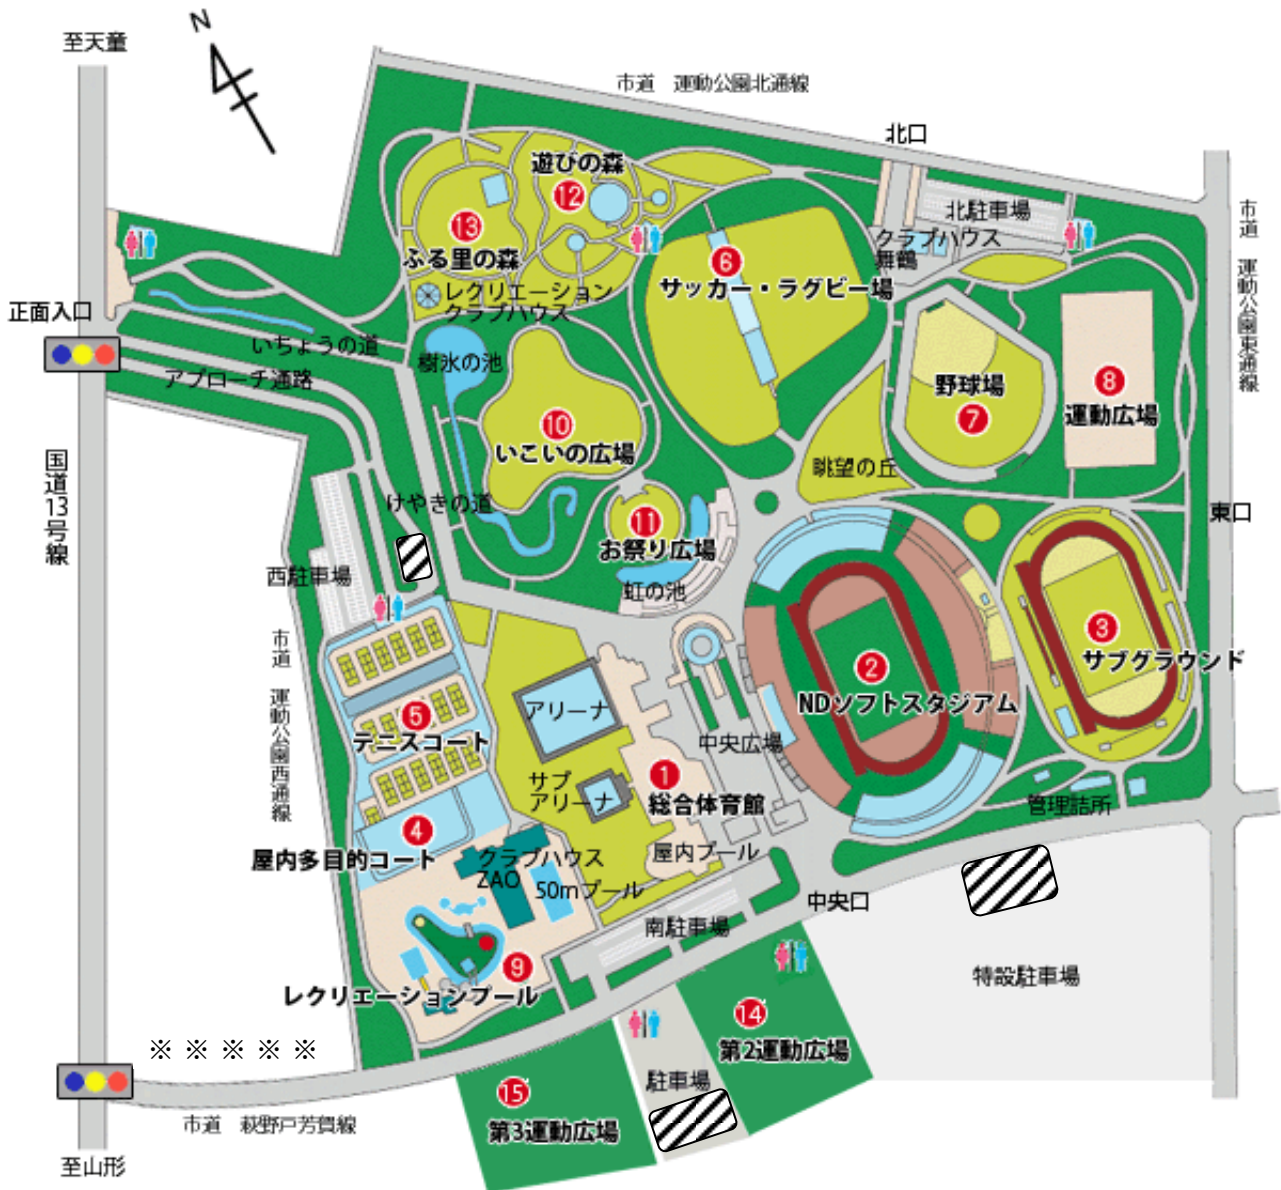 N
至天童
市道 運動公園北通線
北口
遊びの森
⑫
北駐車場
市道 運動公園東通線
⑬
ふる里の森
クラブハウス
舞鶴
⑥
サッカー・ラグビー場
レクリエーション
クラブハウス
正面入口
いちょうの道
アプローチ通路
樹氷の池
野球場
⑦
⑧
運動広場
⑩
いこいの広場
眺望の丘
国道13号線
けやきの道
⑪
お祭り広場
東口
西駐車場
虹の池
市道 運動公園西通線
③
サブグラウンド
②
NDソフトスタジアム
アリーナ
⑤
テニスコート
中央広場
サブ
アリーナ
①
総合体育館
管理詰所
④
屋内多目的コート
クラブハウス
ZAO
屋内プール
50mプール
中央口
南駐車場
⑨
レクリエーションプール
特設駐車場
⑭
第2運動広場
※※※※※
駐車場
⑮
第3運動広場
市道 萩野戸芳賀線
至山形